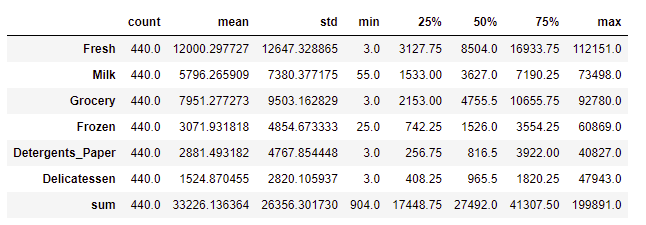 count mean std min 25% 50% 75% max
Fresh 440.0 12000.297727 12647.328865 3.0 3127.75 8504.0 16933.75 112151.0
Milk 440.0 5796.265909 7380.377175 55.0 1533.00 3627.0 7190.25 73498.0
Grocery 440.0 7951.277273 9503.162829 3.0 2153.00 4755.5 10655.75 92780.0
Frozen 440.0 3071.931818 4854.673333 25.0 742.25 1526.0 3554.25 60869.0
Detergents_Paper 440.0 2881.493182 4767.854448 3.0 256.75 816.5 3922.00 40827.0
Delicatessen 440.0 1524.870455 2820.105937 3.0 408.25 965.5 1820.25 47943.0
sum 440.0 33226.136364 26356.301730 904.0 17448.75 27492.0 41307.50 199891.0